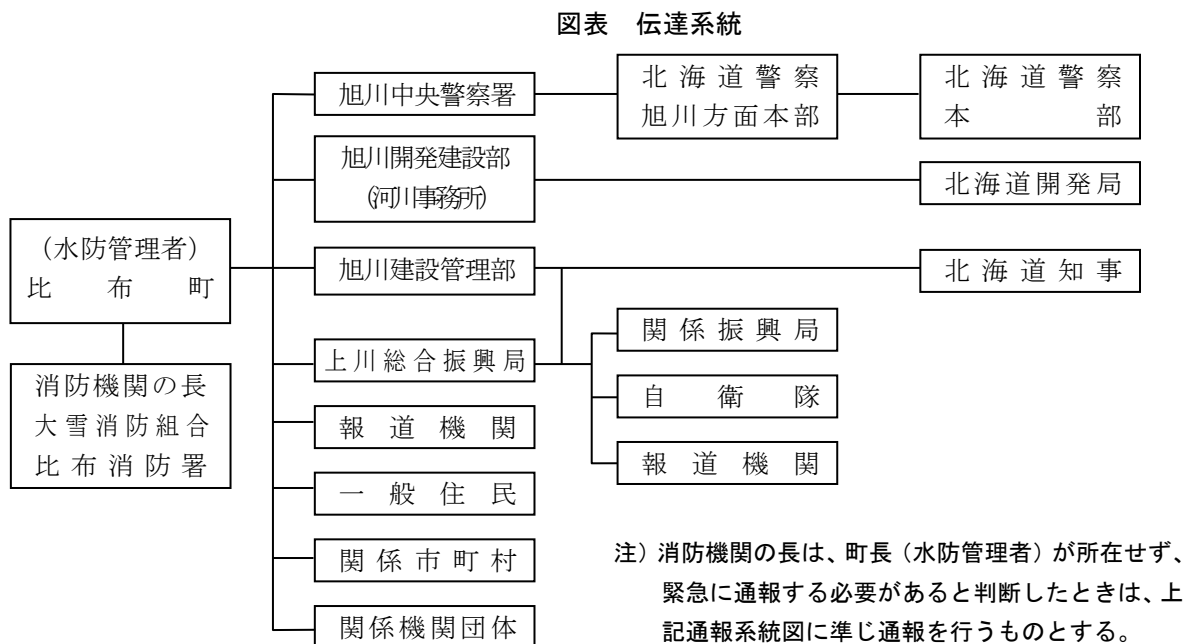 図表　伝達系統
旭川中央警察署
北海道警察
旭川方面本部
北海道警察
本部
旭川開発建設部
(河川事務所)
北海道開発局
(水防管理者)
比布町
旭川建設管理部
北海道知事
関係振興局
上川総合振興局
消防機関の長
大雪消防組合
比布消防署
自衛隊
報道機関
報道機関
一般住民
関係市町村
関係機関団体
注）消防機関の長は、町長（水防管理者）が所在せず、
緊急に通報する必要があると判断したときは、上
記通報系統図に準じ通報を行うものとする。